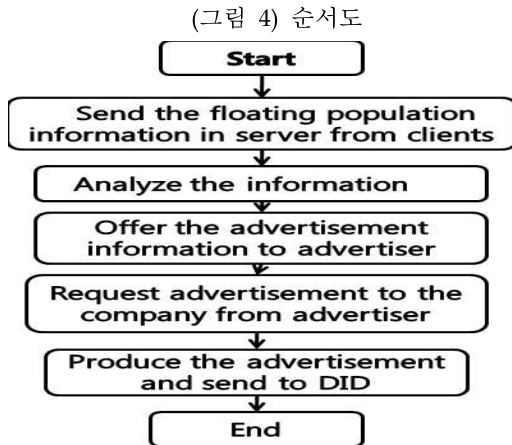 (그림 4) 순서도
Start
Send the floating population
information in server from clients
Analyze the information
Offer the advertisement
information to advertiser
Request advertisement to the
company from advertiser
Produce the advertisement
and send to DID
End